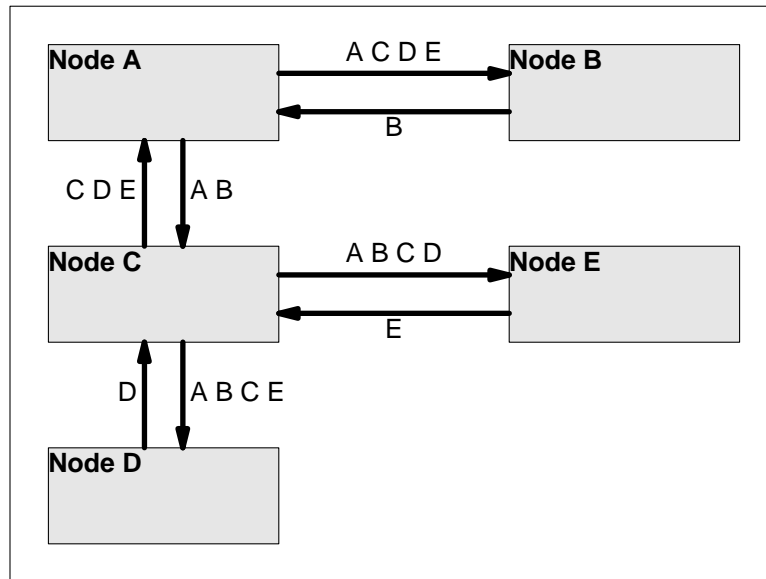 Node A
A C D E
Node B
B
C D E
A B
Node C
A B C D
Node E
E
D
A B C E
Node D